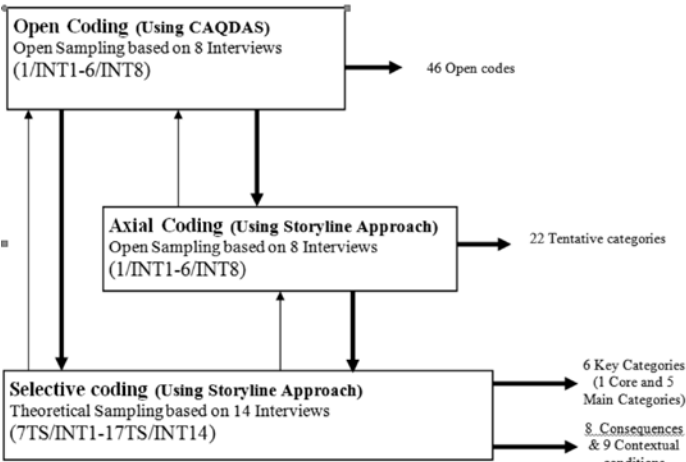 Open Coding (Using CAQDAS)
Open Sampling based on 8 Interviews
(1/INT1-6/INT8)
46 Open codes
Axial Coding (Using Storyline Approach)
Open Sampling based on 8 Interviews
(1/INT1-6/INT8)
22 Tentative categories
Selective coding (Using Storyline Approach)
Theoretical Sampling based on 14 Interviews
(7TS/INT1-17TS/INT14)
6 Key Categories
(1 Core and 5
Main Categories)
8 Consequences
& 9 Contextual
conditions